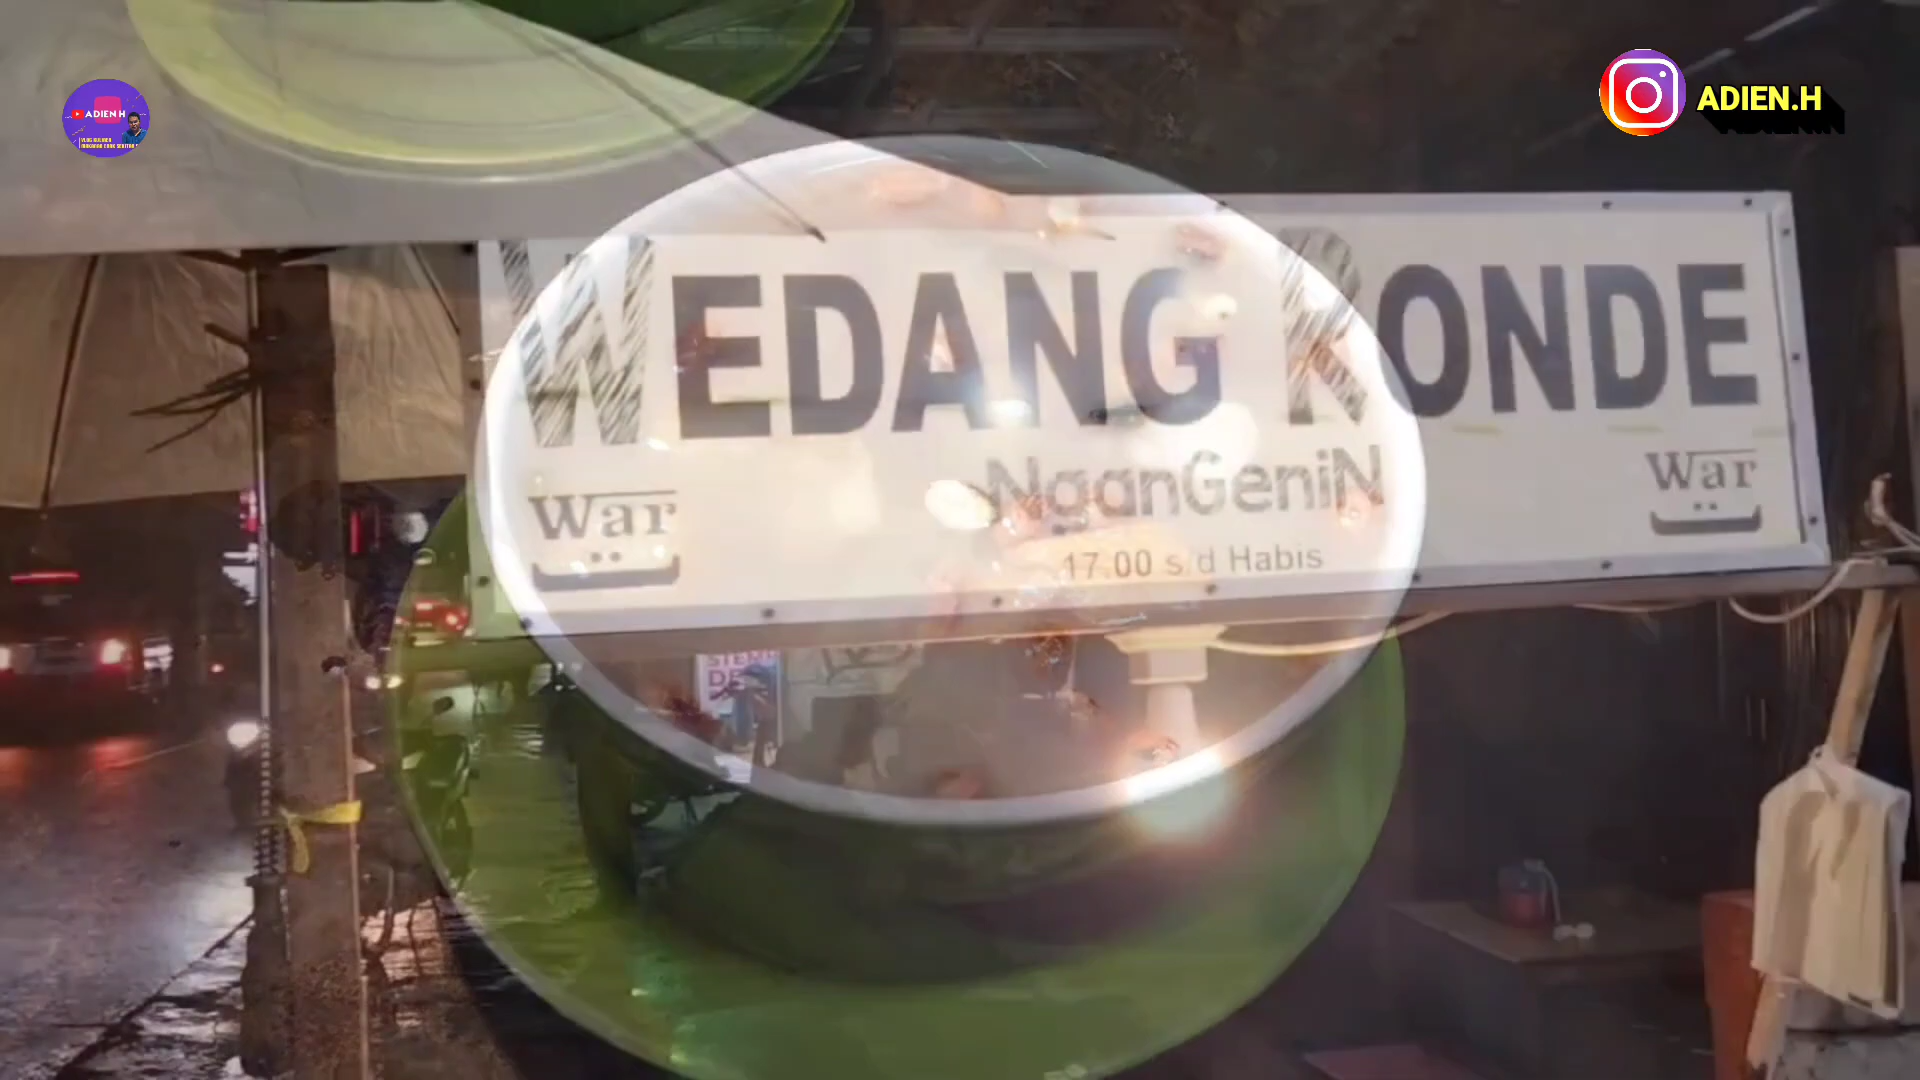 ADIEN H
ADIEN.H
WEDANG RONDE
NganGeniN
17.00 s/d Habis
War
War